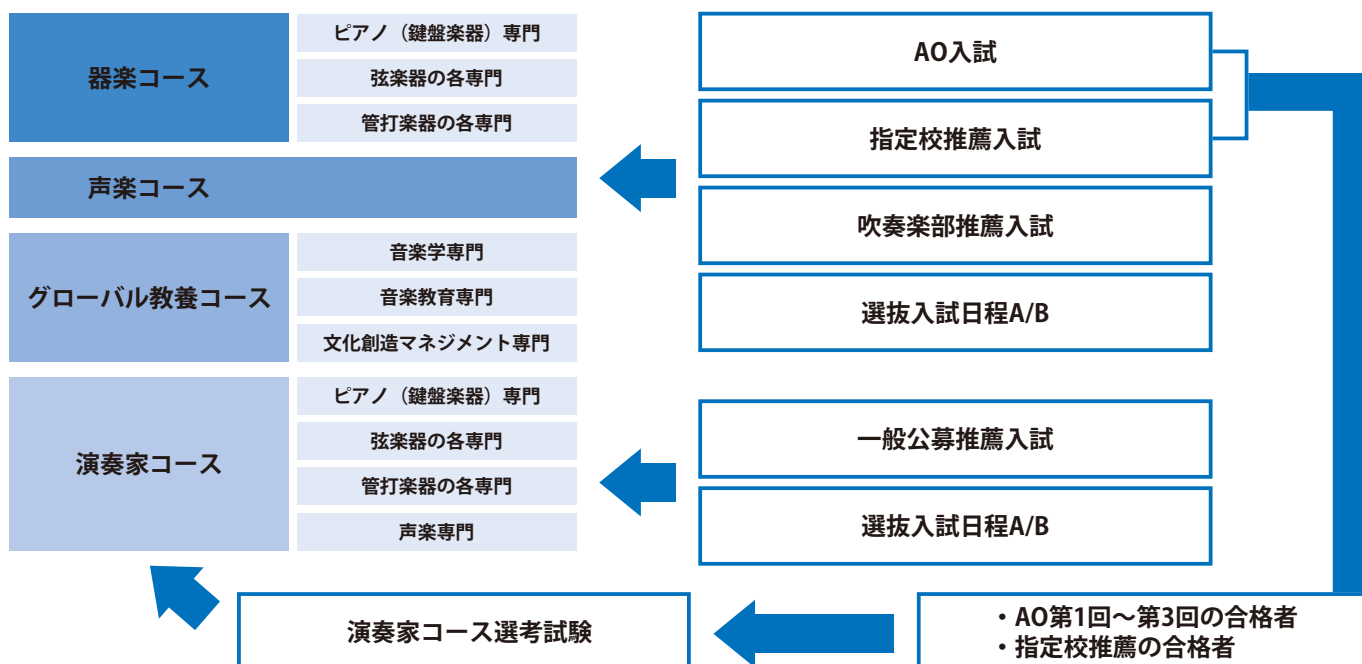 器楽コース
ピアノ（鍵盤楽器）専門
弦楽器の各専門
管打楽器の各専門
声楽コース
グローバル教養コース
音楽学専門
音楽教育専門
文化創造マネジメント専門
演奏家コース
ピアノ（鍵盤楽器）専門
弦楽器の各専門
管打楽器の各専門
声楽専門
AO入試
指定校推薦入試
吹奏楽部推薦入試
選抜入試日程A/B
一般公募推薦入試
選抜入試日程A/B
演奏家コース選考試験
・AO第1回～第3回の合格者
・指定校推薦の合格者